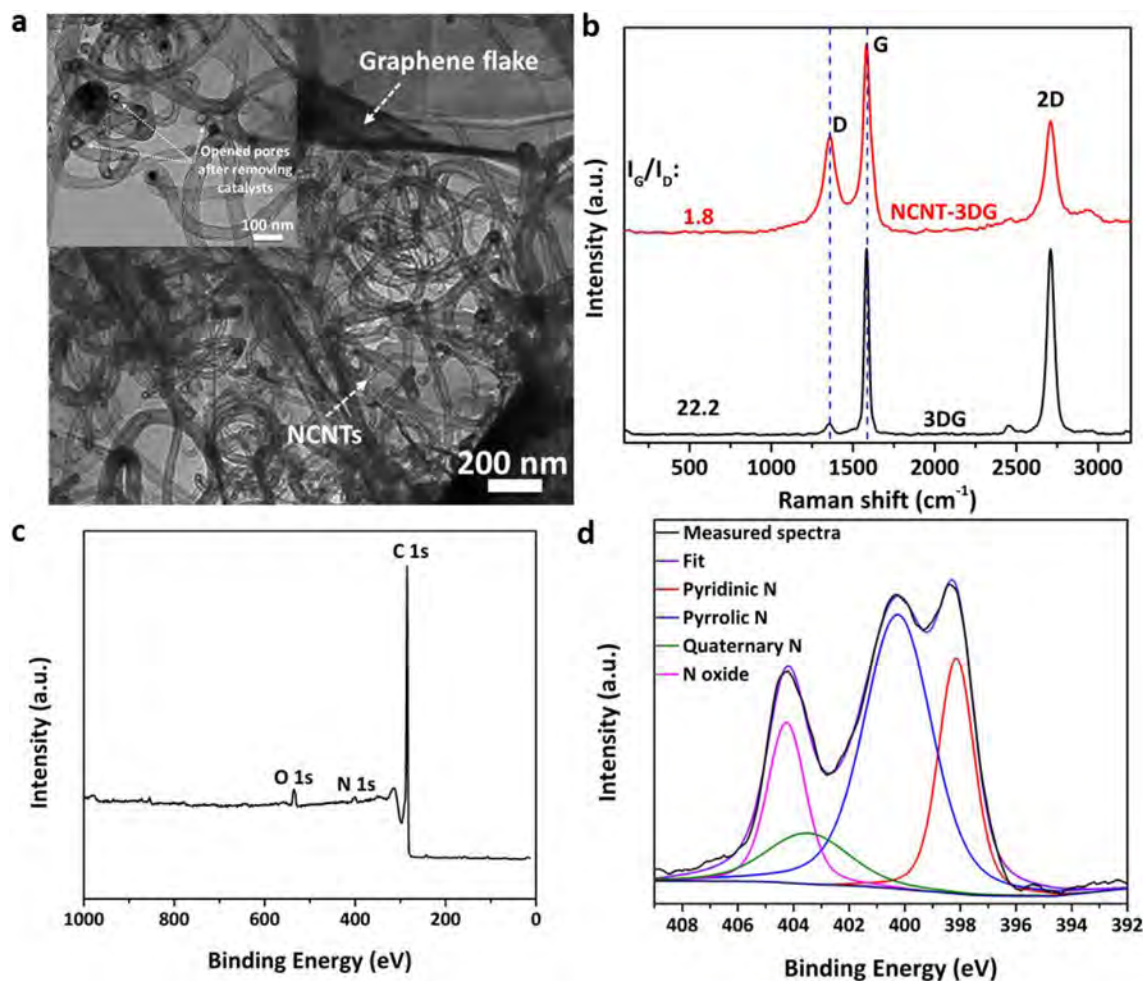 a
Graphene flake
Opened pores
after removing
catalysts
100 nm
NCNTs
200 nm
b
G
D
2D
I_G/I_D:
1.8
NCNT-3DG
22.2
3DG
Intensity (a.u.)
500 1000 1500 2000 2500 3000
Raman shift (cm⁻¹)
c
C 1s
O 1s
N 1s
Intensity (a.u.)
1000 800 600 400 200 0
Binding Energy (eV)
d
Measured spectra
Fit
Pyridinic N
Pyrrolic N
Quaternary N
N oxide
Intensity (a.u.)
408 406 404 402 400 398 396 394 392
Binding Energy (eV)